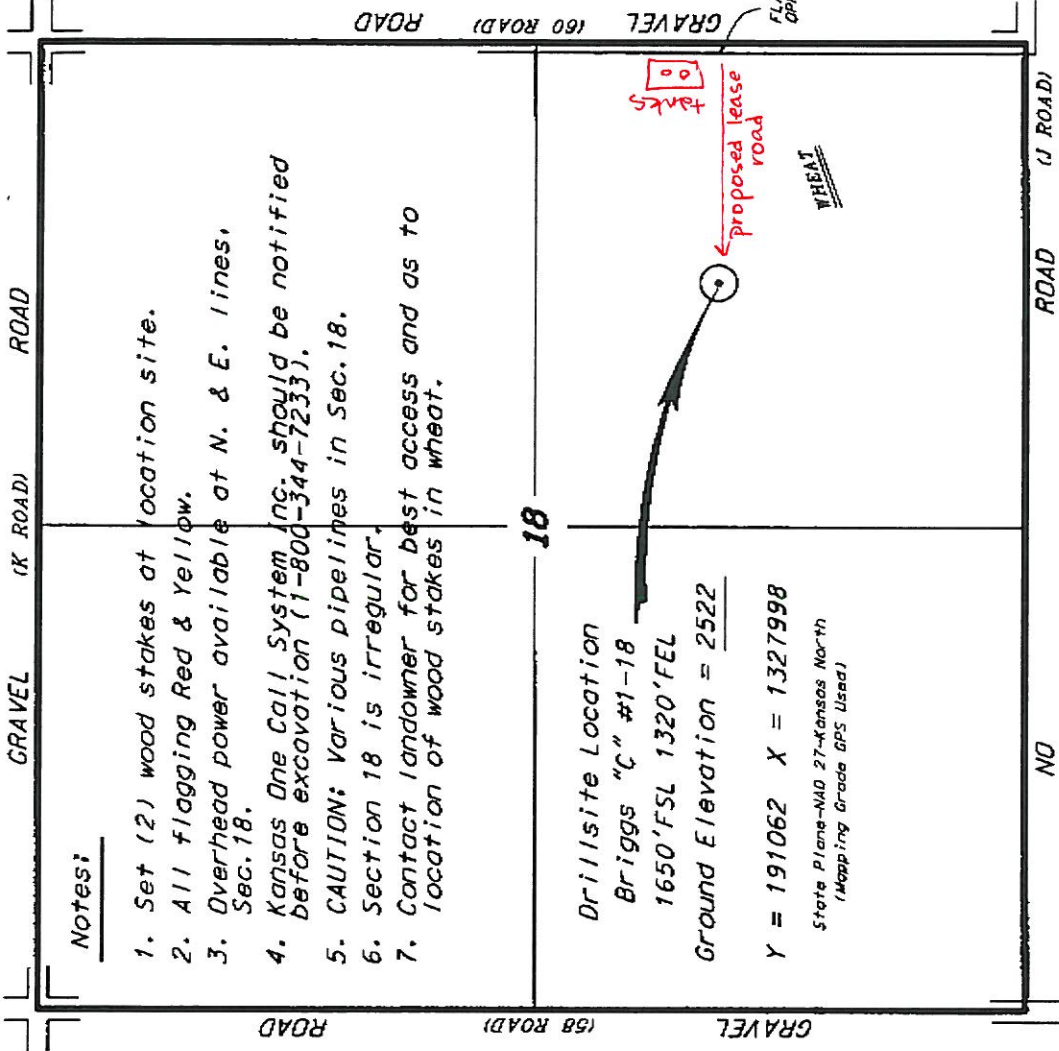 GRAVEL (K ROAD) ROAD
Notes:
1. Set (2) wood stakes at location site.
2. All flagging Red & Yellow.
3. Overhead power available at N. & E. lines.
Sec.18.
4. Kansas One Call System Inc. should be notified
before excavation (1-800-344-7233).
5. CAUTION: Various pipelines in Sec.18.
6. Section 18 is irregular.
7. Contact landowner for best access and as to
location of wood stakes in wheat.
GRAVEL (60 ROAD) ROAD
GRAVEL (58 ROAD) ROAD
18
tanks
proposed lease
road
WHEAT
Drillsite Location
Briggs "C" #1-18
1650'FSL 1320'FEL
Ground Elevation = 2522
Y = 191062 X = 1327998
State Plane-NAD 27-Kansas North
(Mapping Grade GPS Used)
NO ROAD (J ROAD)